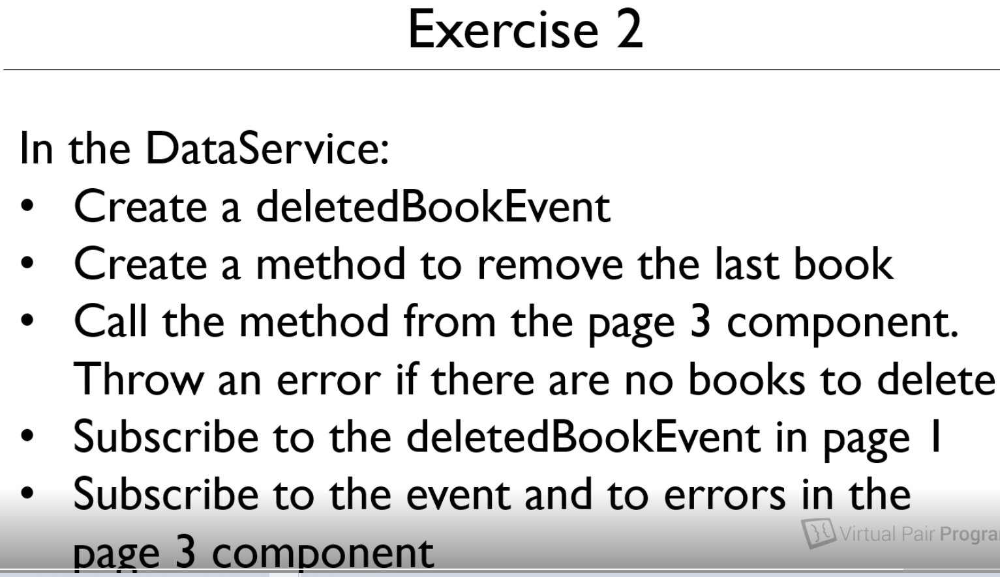 Exercise 2
In the DataService:
• Create a deletedBookEvent
• Create a method to remove the last book
• Call the method from the page 3 component.
Throw an error if there are no books to delete
• Subscribe to the deletedBookEvent in page 1
• Subscribe to the event and to errors in the
page 3 component
Virtual Pair